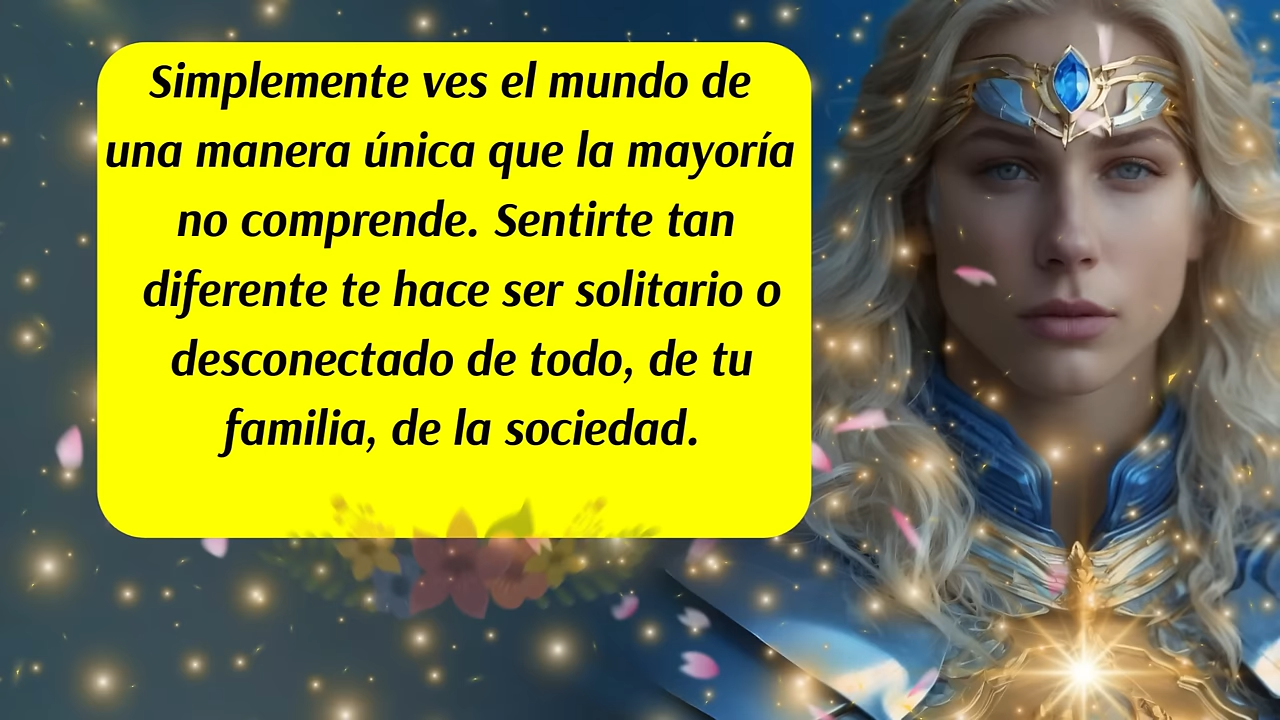 Simplemente ves el mundo de
una manera única que la mayoría
no comprende. Sentirte tan
diferente te hace ser solitario o
desconectado de todo, de tu
familia, de la sociedad.